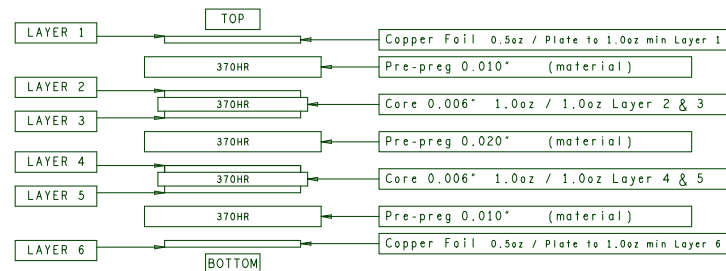 TOP
LAYER 1
Copper Foil 0.5oz / Plate to 1.0oz min Layer 1
370HR
Pre-preg 0.010" (material)
LAYER 2
370HR
Core 0.006" 1.0oz / 1.0oz Layer 2 & 3
LAYER 3
370HR
Pre-preg 0.020" (material)
LAYER 4
370HR
Core 0.006" 1.0oz / 1.0oz Layer 4 & 5
LAYER 5
370HR
Pre-preg 0.010" (material)
LAYER 6
Copper Foil 0.5oz / Plate to 1.0oz min Layer 6
BOTTOM